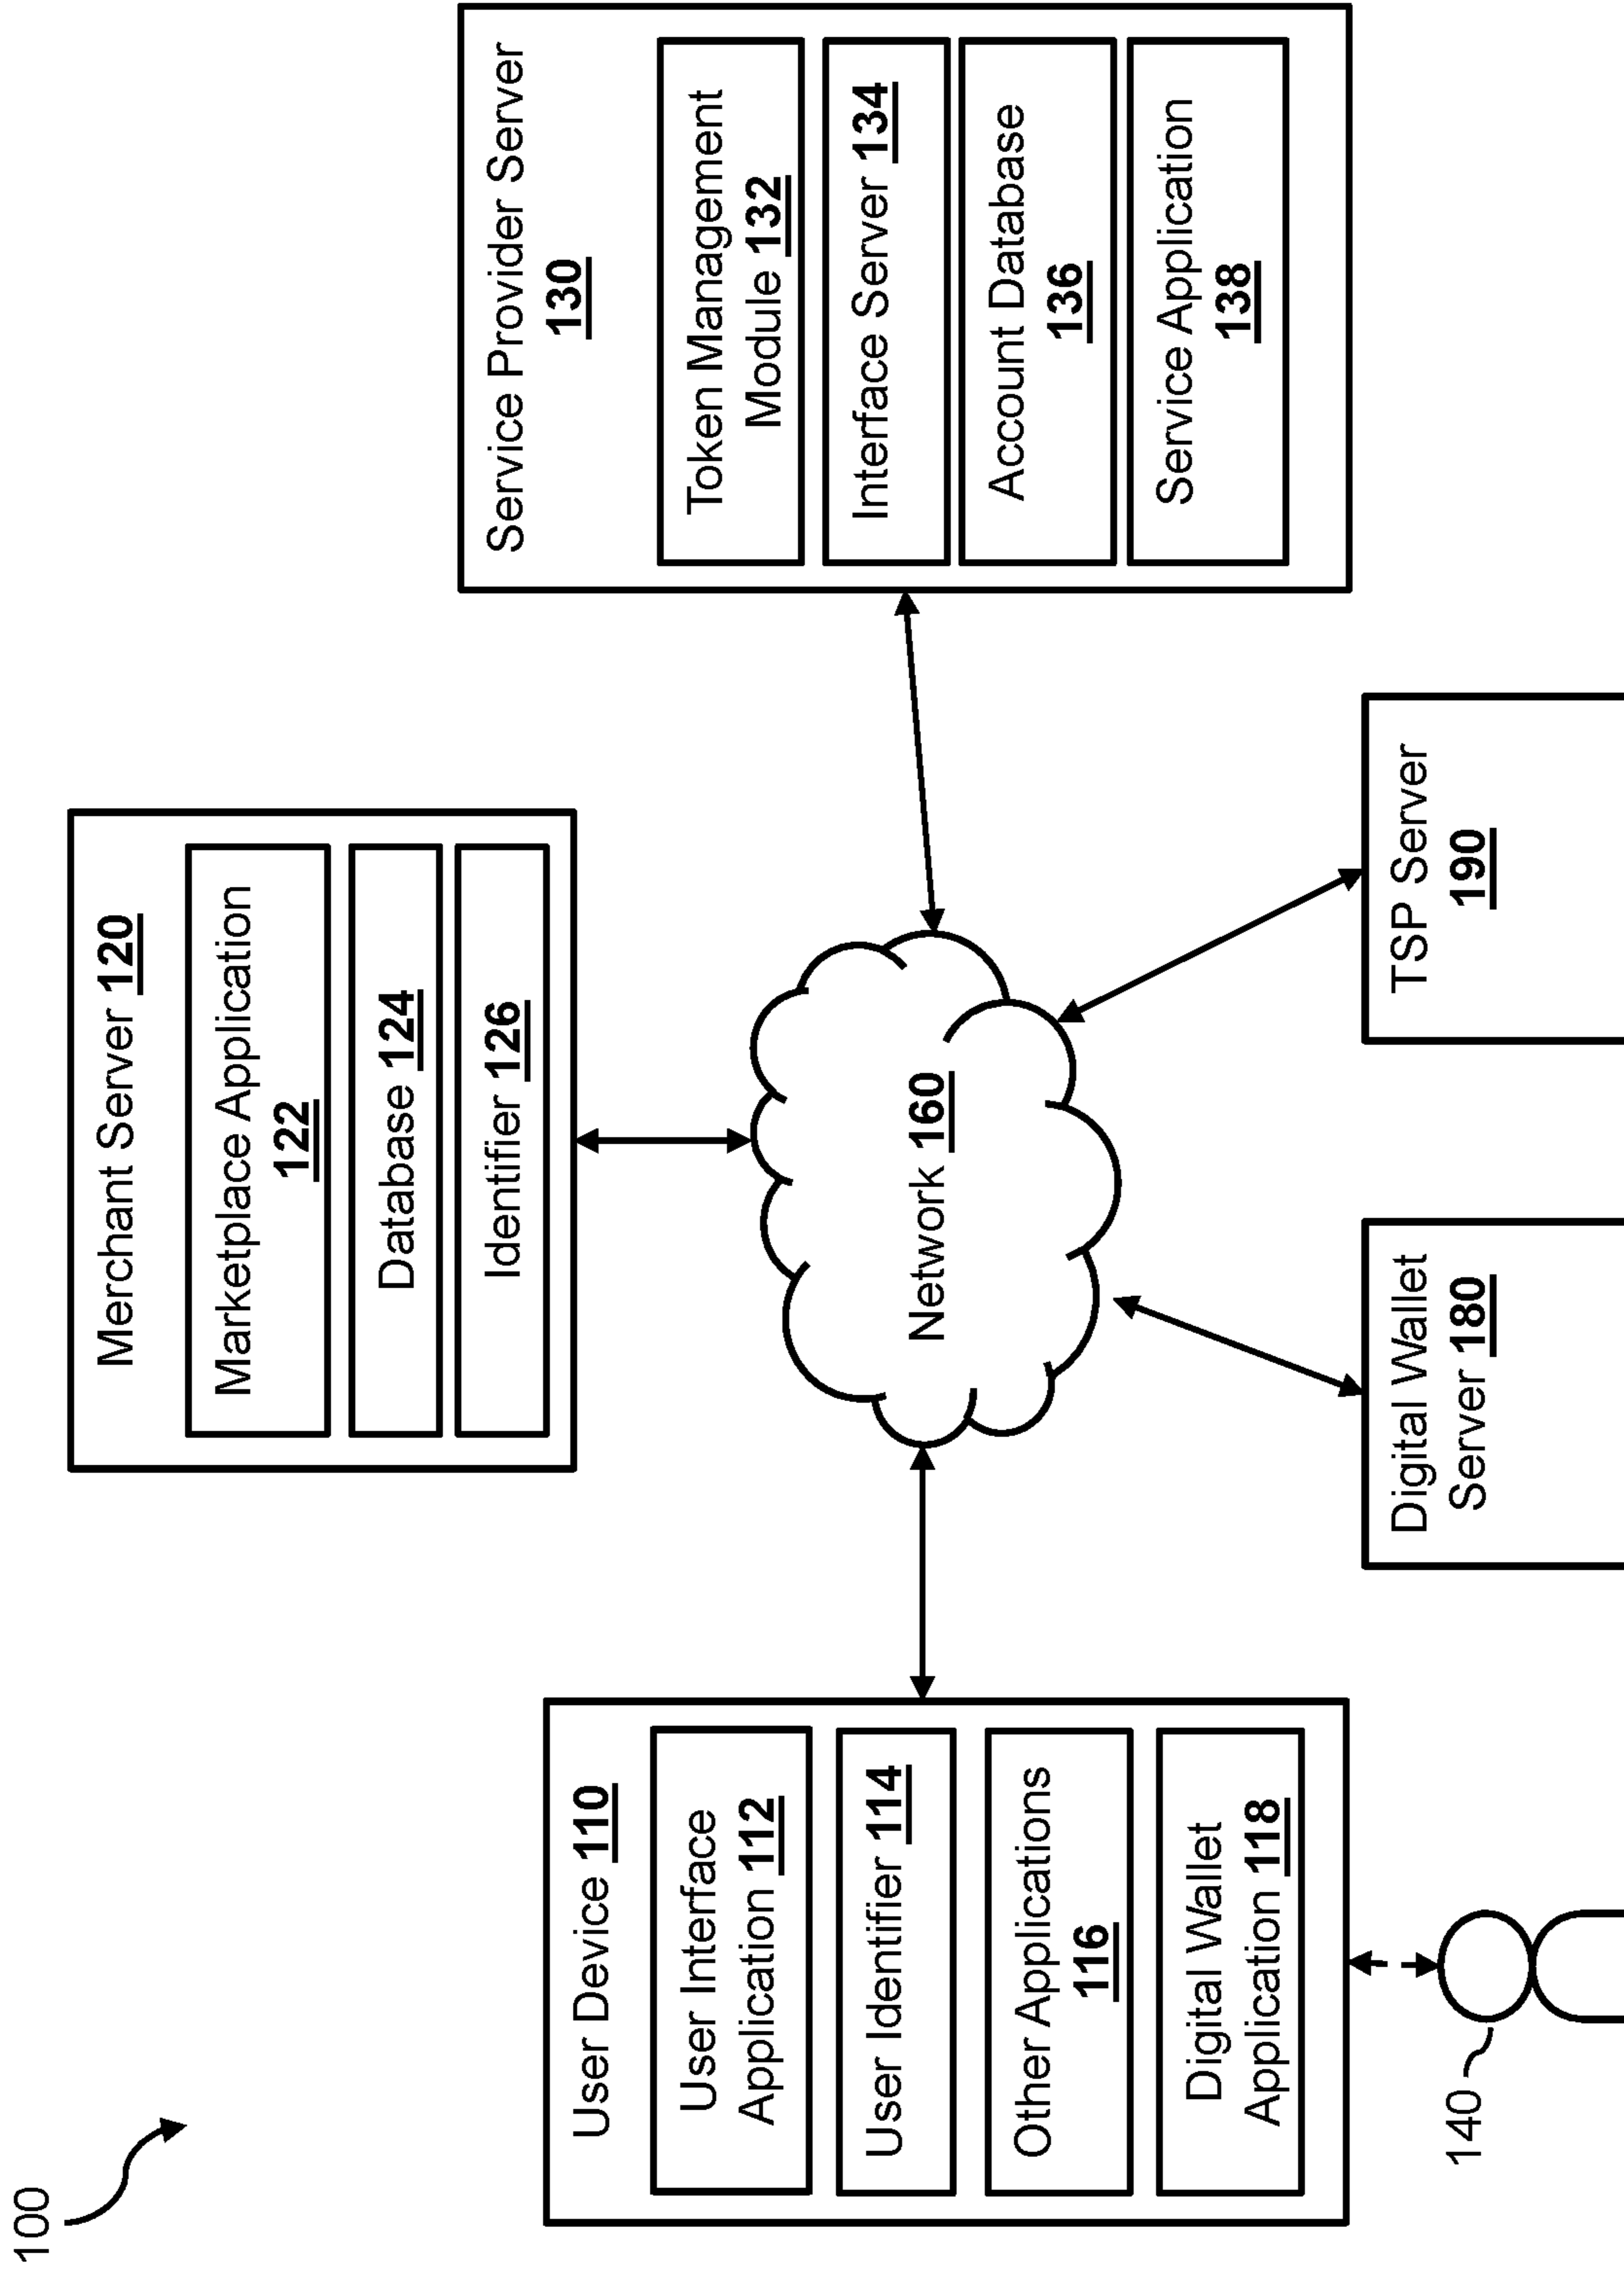 100
Merchant Server 120
Marketplace Application
122
Database 124
Identifier 126
Service Provider Server
130
Token Management
Module 132
Interface Server 134
Account Database
136
Service Application
138
User Device 110
User Interface
Application 112
User Identifier 114
Other Applications
116
Digital Wallet
Application 118
Network 160
140
Digital Wallet
Server 180
TSP Server
190